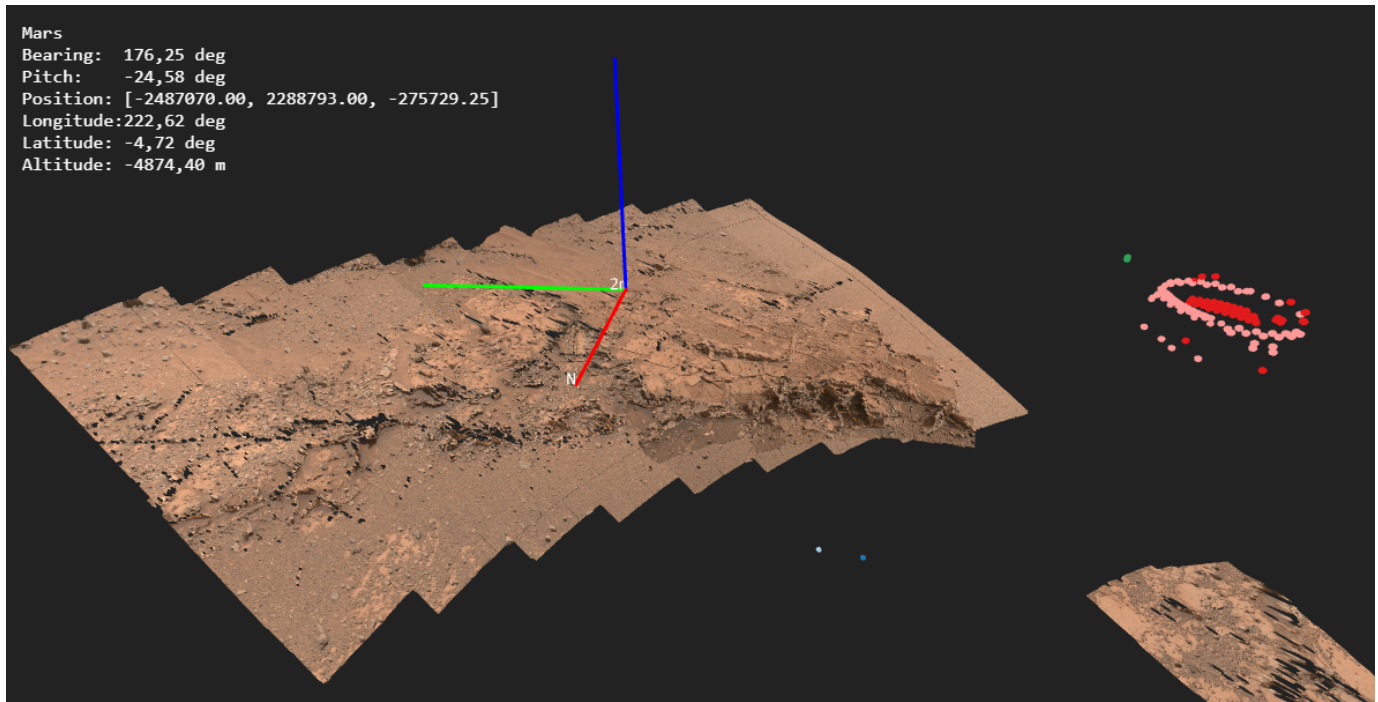 Mars
Bearing: 176,25 deg
Pitch: -24,58 deg
Position: [-2487070.00, 2288793.00, -275729.25]
Longitude:222,62 deg
Latitude: -4,72 deg
Altitude: -4874,40 m
N